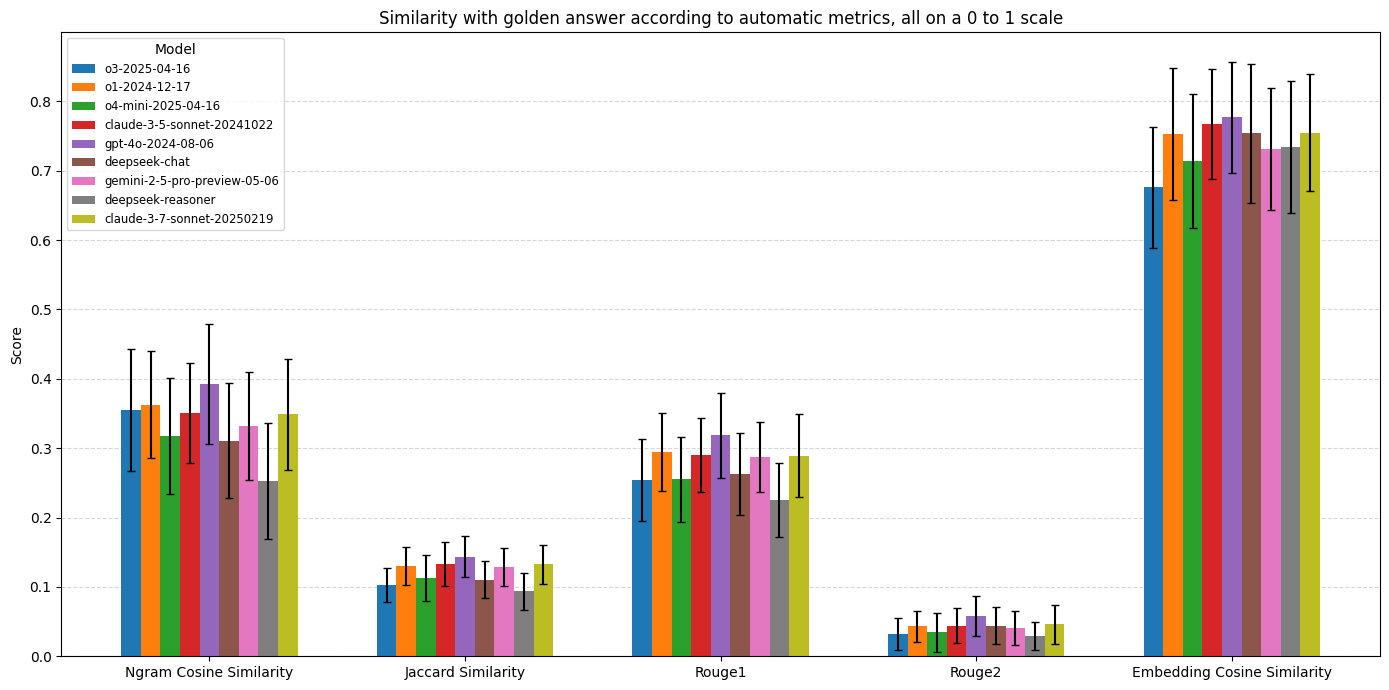 Similarity with golden answer according to automatic metrics, all on a 0 to 1 scale
Model
o3-2025-04-16
o1-2024-12-17
o4-mini-2025-04-16
claude-3-5-sonnet-20241022
gpt-4o-2024-08-06
deepseek-chat
gemini-2-5-pro-preview-05-06
deepseek-reasoner
claude-3-7-sonnet-20250219
Score
0.8
0.7
0.6
0.5
0.4
0.3
0.2
0.1
0.0
Ngram Cosine Similarity
Jaccard Similarity
Rouge1
Rouge2
Embedding Cosine Similarity